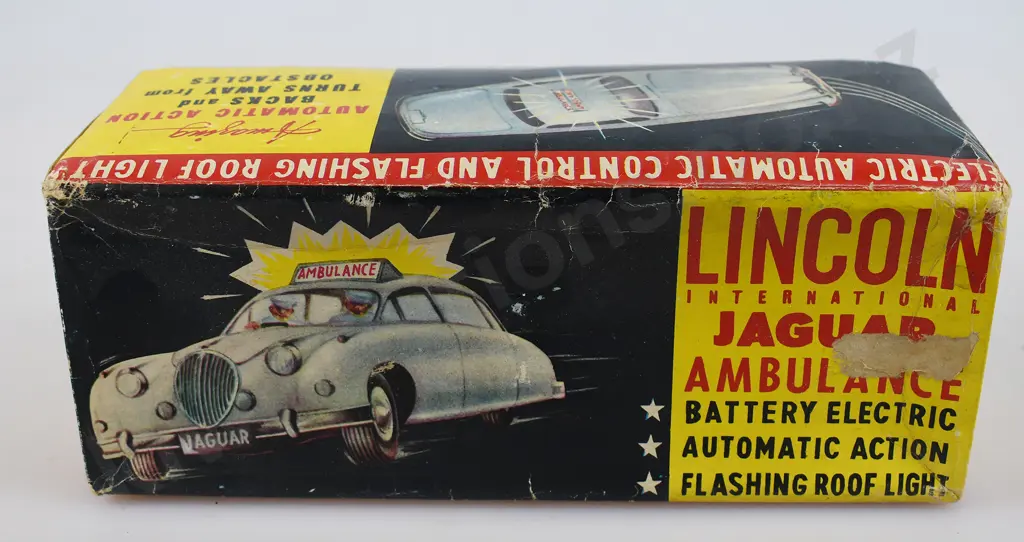 Amazing
AUTOMATIC ACTION
BACKS and
TURNS AWAY from
OBSTACLES
ELECTRIC AUTOMATIC CONTROL AND FLASHING ROOF LIGHT
AMBULANCE
JAGUAR
LINCOLN
INTERNATIONAL
JAGUAR
AMBULANCE
BATTERY ELECTRIC
AUTOMATIC ACTION
FLASHING ROOF LIGHT